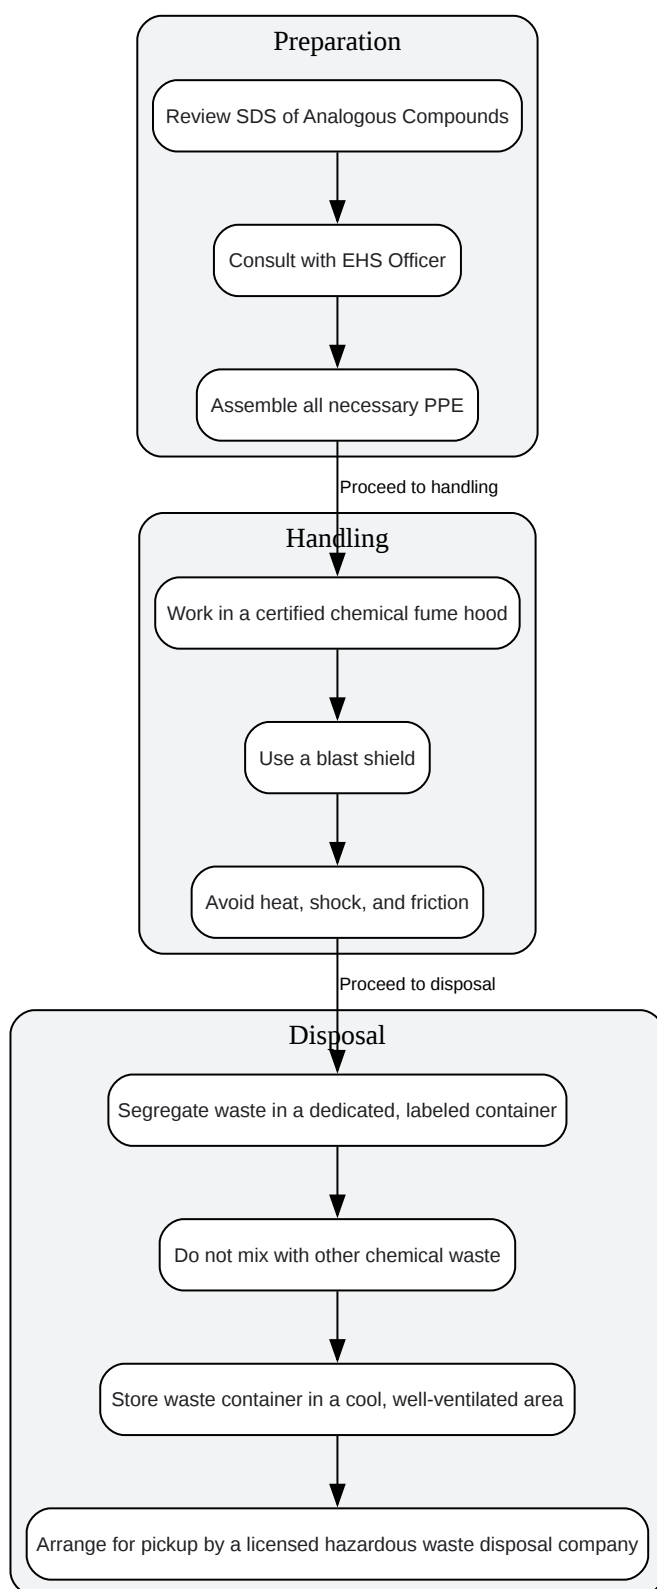 Preparation
Review SDS of Analogous Compounds
Consult with EHS Officer
Assemble all necessary PPE
Proceed to handling
Handling
Work in a certified chemical fume hood
Use a blast shield
Avoid heat, shock, and friction
Proceed to disposal
Disposal
Segregate waste in a dedicated, labeled container
Do not mix with other chemical waste
Store waste container in a cool, well-ventilated area
Arrange for pickup by a licensed hazardous waste disposal company